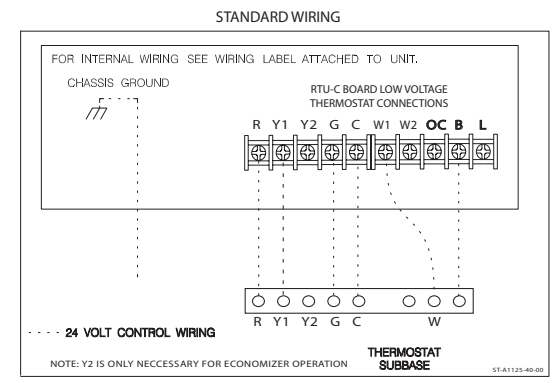 STANDARD WIRING
FOR INTERNAL WIRING SEE WIRING LABEL ATTACHED TO UNIT.
CHASSIS GROUND
RTU-C BOARD LOW VOLTAGE
THERMOSTAT CONNECTIONS
R Y1 Y2 G C W1 W2 OC B L
R Y1 Y2 G C W
- - - - 24 VOLT CONTROL WIRING
THERMOSTAT
SUBBASE
NOTE: Y2 IS ONLY NECCESSARY FOR ECONOMIZER OPERATION
ST-A1125-40-00